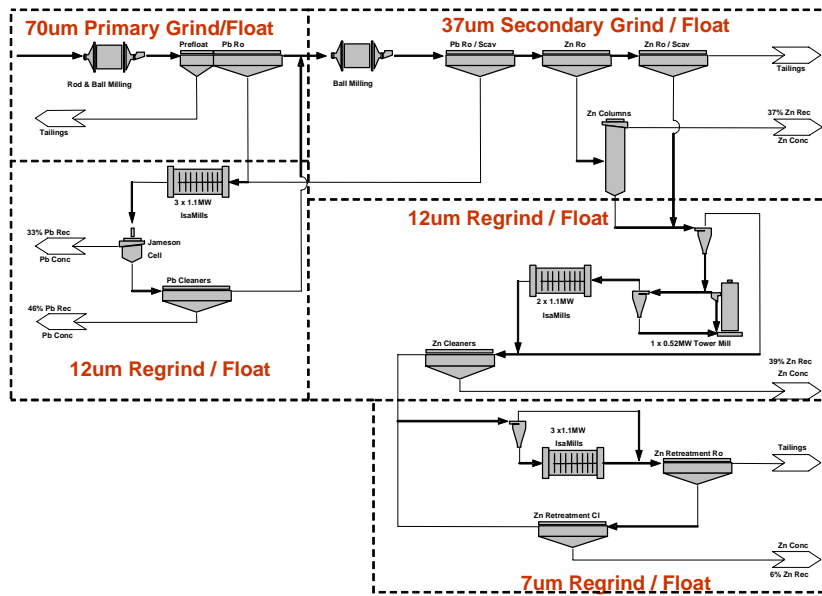 70um Primary Grind/Float
37um Secondary Grind / Float
Prefloat
Pb Ro
Rod & Ball Milling
Tailings
Ball Milling
Pb Ro / Scav
Zn Ro
Zn Ro / Scav
Tailings
Zn Columns
37% Zn Rec
Zn Conc
3 x 1.1MW
IsaMills
33% Pb Rec
Pb Conc
Jameson
Cell
Pb Cleaners
46% Pb Rec
Pb Conc
12um Regrind / Float
12um Regrind / Float
2 x 1.1MW
IsaMills
1 x 0.52MW Tower Mill
Zn Cleaners
39% Zn Rec
Zn Conc
3 x1.1MW
IsaMills
Zn Retreatment Ro
Tailings
Zn Retreatment Cl
Zn Conc
6% Zn Rec
7um Regrind / Float